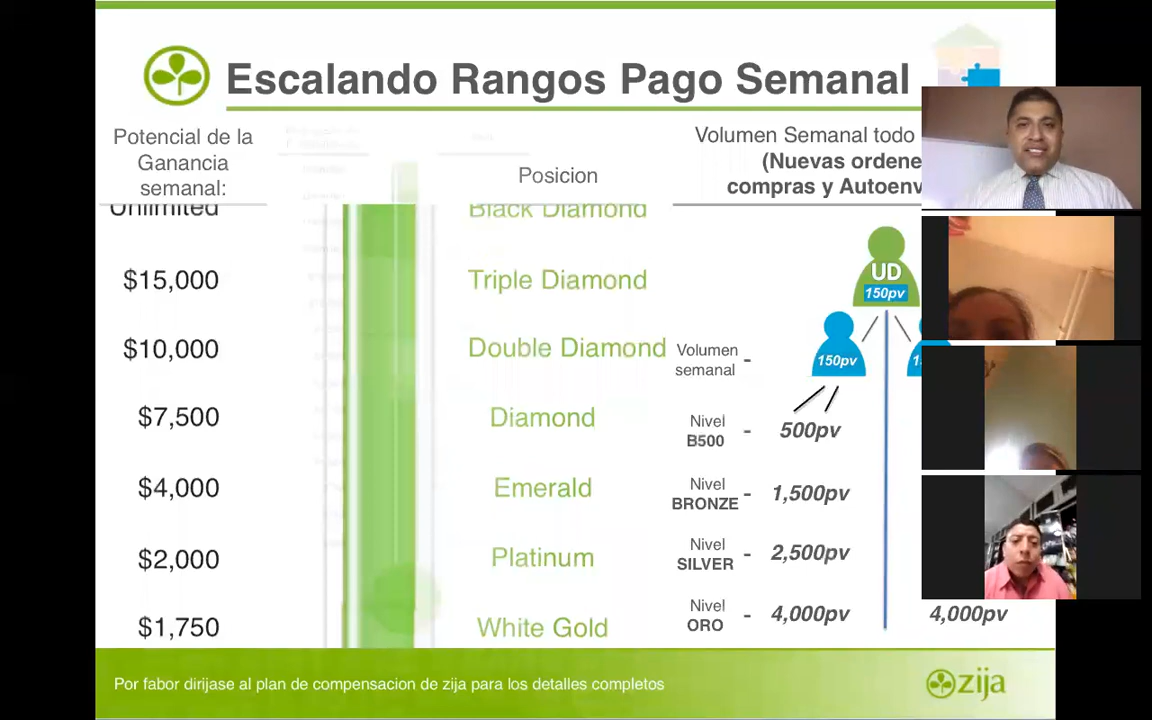 Escalando Rangos Pago Semanal
Potencial de la
Ganancia
semanal:
Posicion
Volumen Semanal todo
(Nuevas ordene
compras y Autoenv
Unlimited
Black Diamond
$15,000
Triple Diamond
$10,000
Double Diamond
$7,500
Diamond
$4,000
Emerald
$2,000
Platinum
$1,750
White Gold
UD
150pv
Volumen
semanal -
150pv
Nivel
B500 - 500pv
Nivel
BRONZE - 1,500pv
Nivel
SILVER - 2,500pv
Nivel
ORO - 4,000pv
4,000pv
Por fabor dirijase al plan de compensacion de zija para los detalles completos
zija